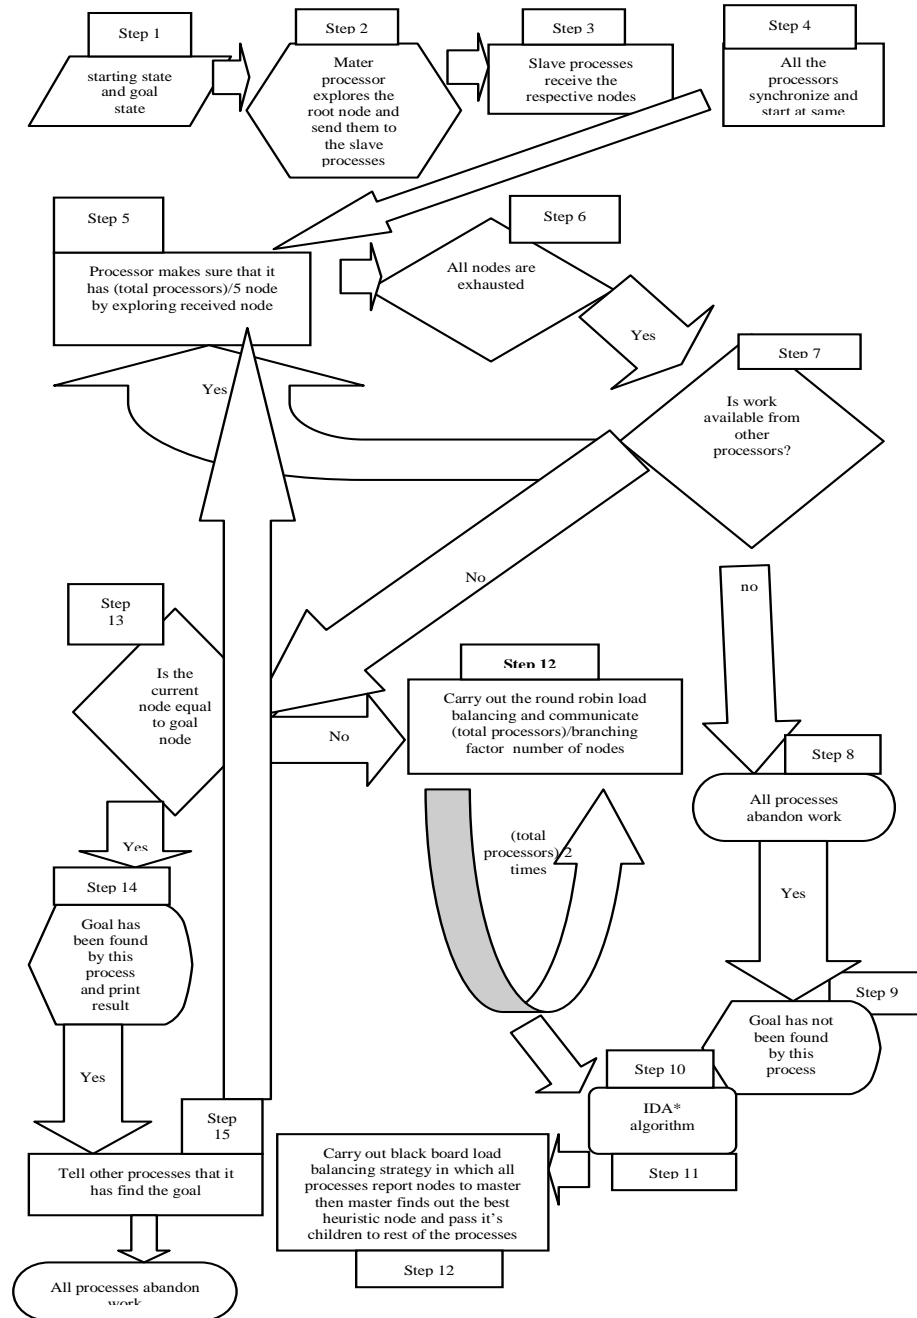 Step 1
starting state
and goal
state
Step 2
Mater
processor
explores the
root node and
send them to
the slave
processes
Step 3
Slave processes
receive the
respective nodes
Step 4
All the
processors
synchronize and
start at same
Step 5
Processor makes sure that it
has (total processors)/5 node
by exploring received node
Step 6
All nodes are
exhausted
Yes
Step 7
Is work
available from
other
processors?
Yes
No
no
Step
13
Is the
current
node equal
to goal
node
No
Step 12
Carry out the round robin load
balancing and communicate
(total processors)/branching
factor number of nodes
Step 8
All processes
abandon work
(total
processors)/2
times
Yes
Yes
Step 14
Goal has
been found
by this
process
and print
result
Step 9
Goal has not
been found
by this
process
Yes
Step 10
IDA*
algorithm
Step 11
Step
15
Tell other processes that it
has find the goal
Carry out black board load
balancing strategy in which all
processes report nodes to master
then master finds out the best
heuristic node and pass it's
children to rest of the processes
Step 12
All processes abandon
work